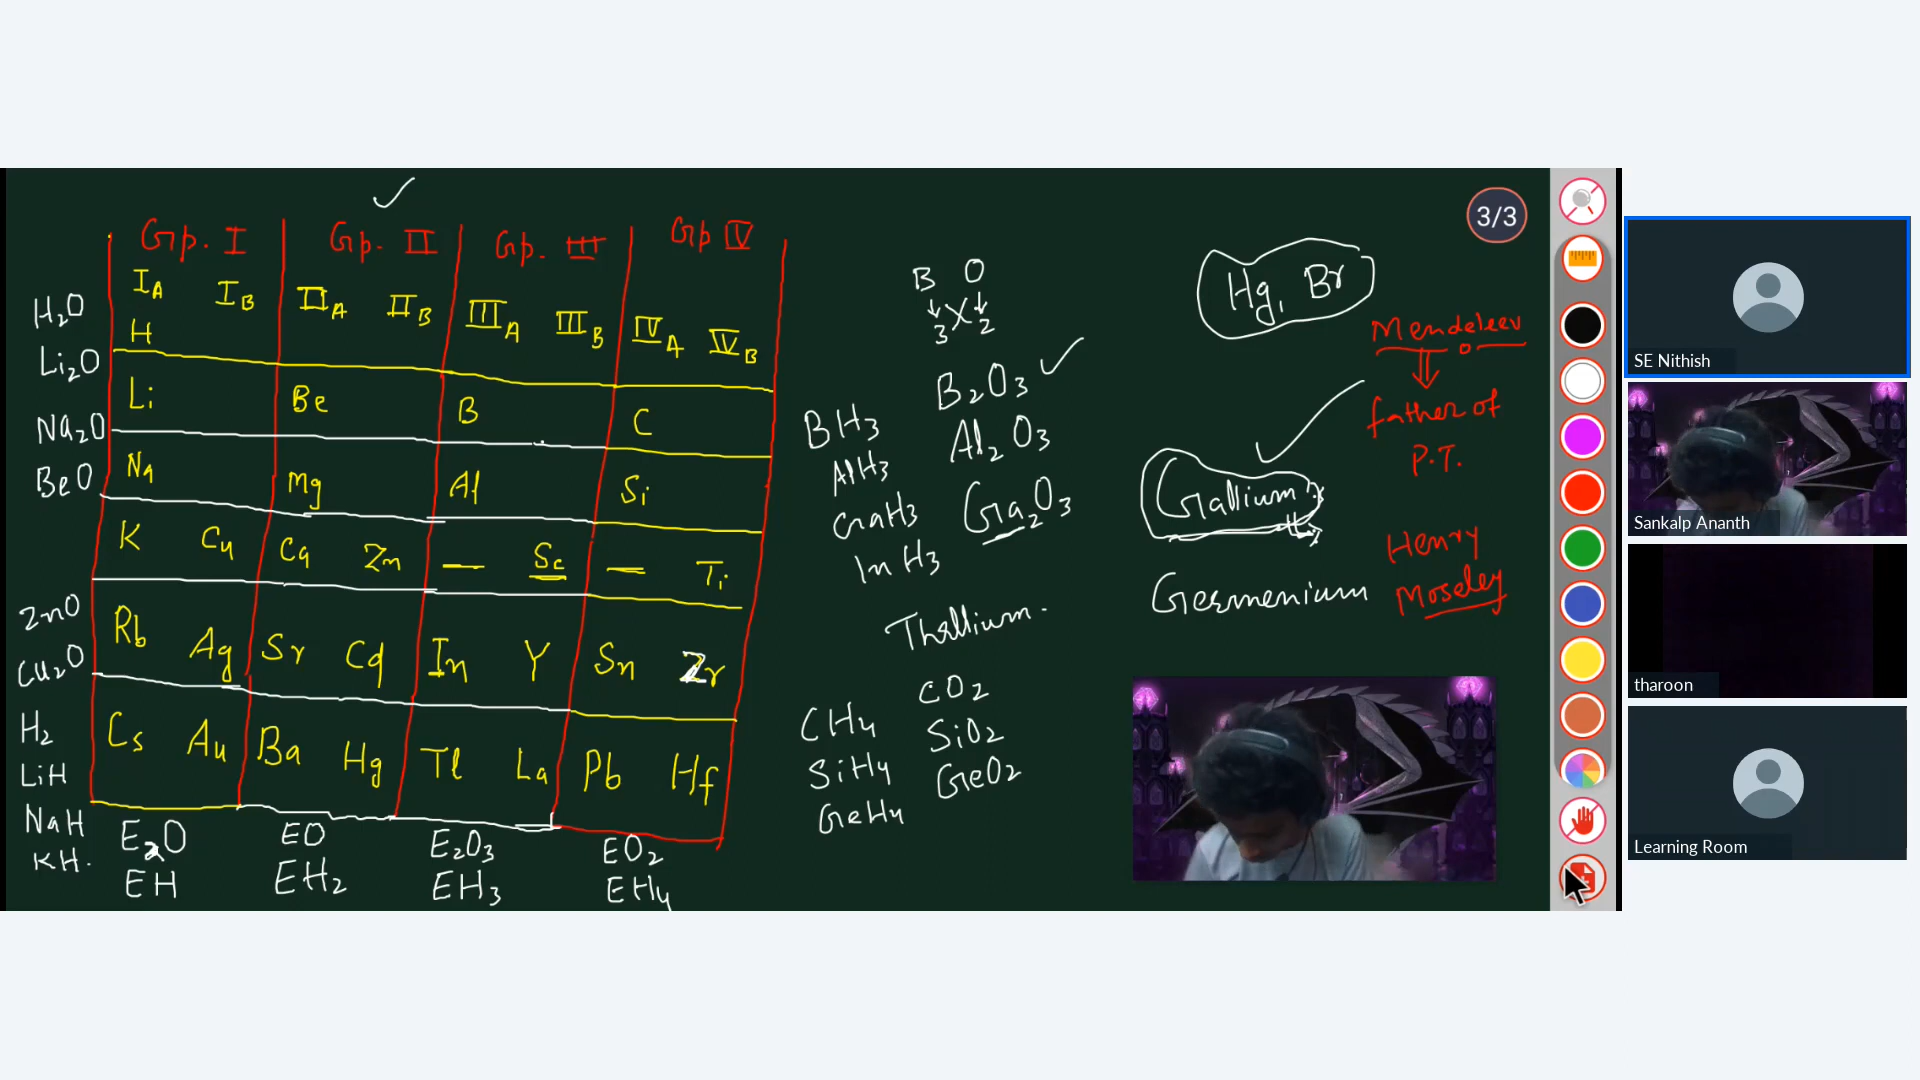 Gp. I Gp. II Gp. III Gp IV
IA IB IIA IIB IIIA IIIB IVA IVB
H
Li Be B C
Na Mg Al Si
K Cu Ca Zn — Sc — Ti
Rb Ag Sr Cd In Y Sn Zr
Cs Au Ba Hg Tl La Pb Hf
E2O EO E2O3 EO2
EH EH2 EH3 EH4
H2O
Li2O
Na2O
BeO
ZnO
Cu2O
H2
LiH
NaH
KH.
B O
3 X 2
B2O3
Al2O3
Ga2O3
BH3
AlH3
GaH3
InH3
Thallium.
CO2
SiO2
GeO2
CH4
SiH4
GeH4
Hg, Br
Gallium
Germenium
Mendeleev
father of
P.T.
Henry
Moseley
3/3
SE Nithish
Sankalp Ananth
tharoon
Learning Room